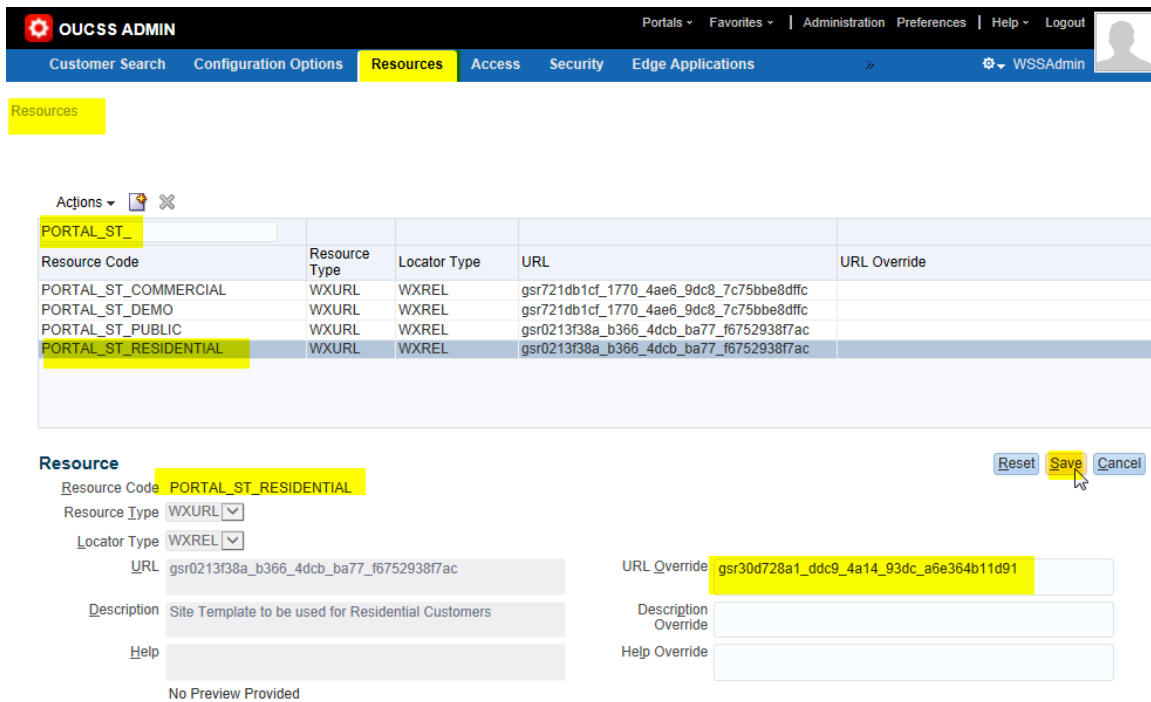 OUCSS ADMIN
Portals Favorites | Administration Preferences | Help Logout
Customer Search Configuration Options Resources Access Security Edge Applications » WSSAdmin
Resources
Actions
PORTAL_ST_
Resource Code Resource Type Locator Type URL URL Override
PORTAL_ST_COMMERCIAL WXURL WXREL gsr721db1cf_1770_4ae6_9dc8_7c75bbe8dffc
PORTAL_ST_DEMO WXURL WXREL gsr721db1cf_1770_4ae6_9dc8_7c75bbe8dffc
PORTAL_ST_PUBLIC WXURL WXREL gsr0213f38a_b366_4dcb_ba77_f6752938f7ac
PORTAL_ST_RESIDENTIAL WXURL WXREL gsr0213f38a_b366_4dcb_ba77_f6752938f7ac
Resource Reset Save Cancel
Resource Code PORTAL_ST_RESIDENTIAL
Resource Type WXURL
Locator Type WXREL
URL gsr0213f38a_b366_4dcb_ba77_f6752938f7ac URL Override gsr30d728a1_ddc9_4a14_93dc_a6e364b11d91
Description Site Template to be used for Residential Customers Description Override
Help Help Override
No Preview Provided